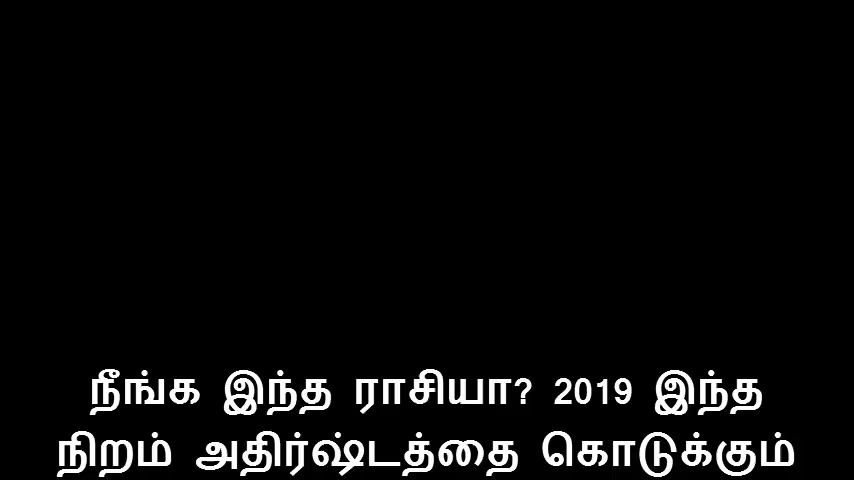 நீங்க இந்த ராசியா? 2019 இந்த
நிறம் அதிர்ஷ்டத்தை கொடுக்கும்